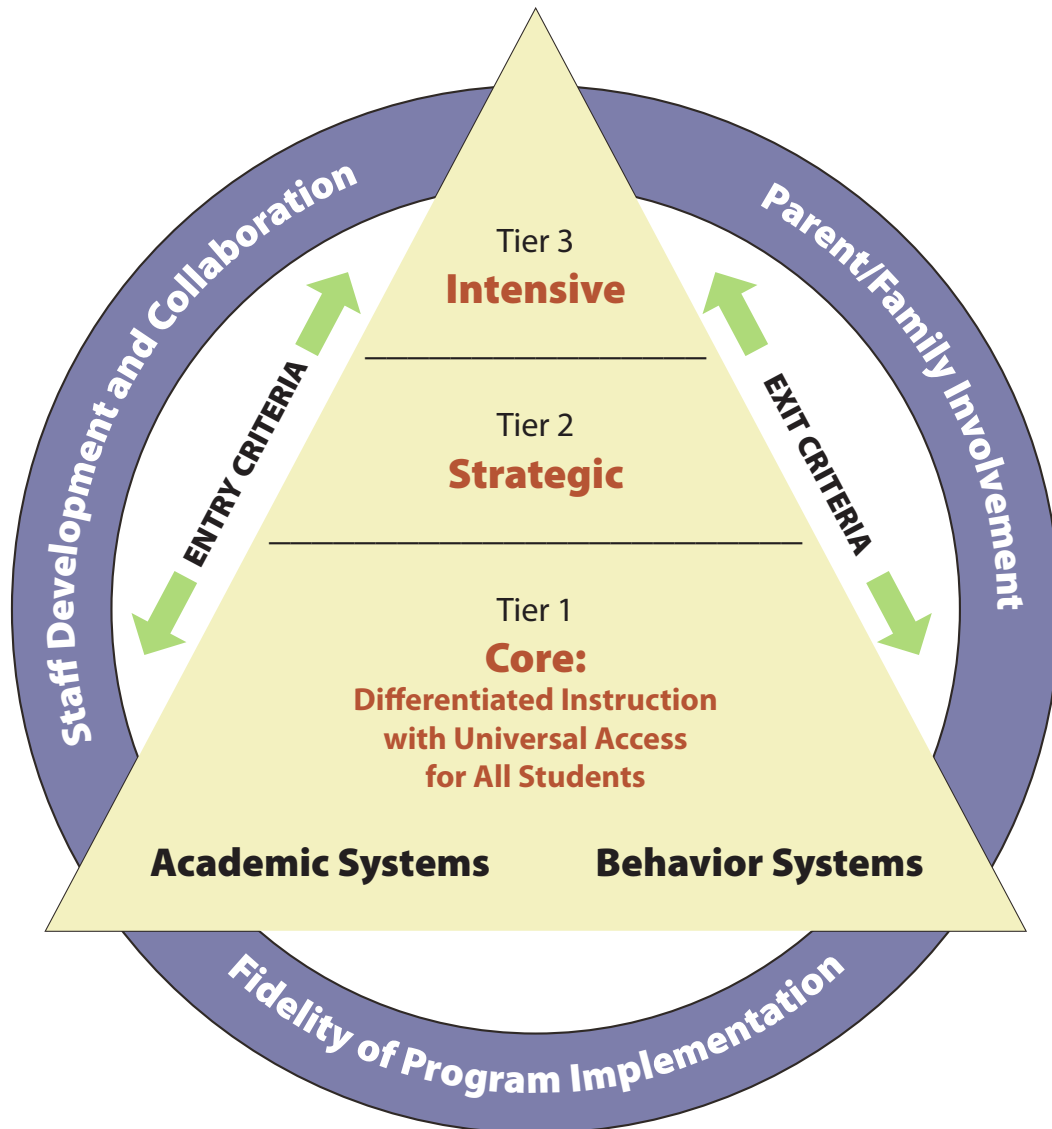 Staff Development and Collaboration
Parent/Family Involvement
Tier 3
Intensive
ENTRY CRITERIA
EXIT CRITERIA
Tier 2
Strategic
Tier 1
Core:
Differentiated Instruction
with Universal Access
for All Students
Academic Systems
Behavior Systems
Fidelity of Program Implementation